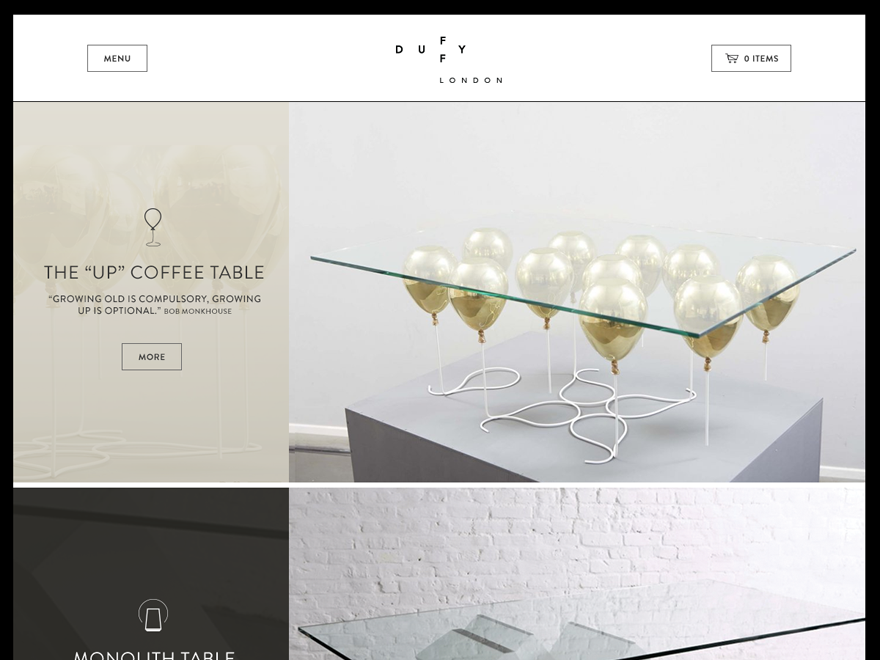 MENU
DUFFY
LONDON
0 ITEMS
THE “UP” COFFEE TABLE
“GROWING OLD IS COMPULSORY, GROWING
UP IS OPTIONAL.” BOB MONKHOUSE
MORE
MONOLITH TABLE